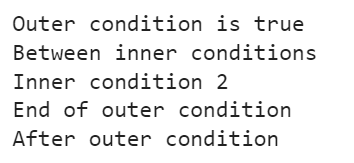 Outer condition is true
Between inner conditions
Inner condition 2
End of outer condition
After outer condition